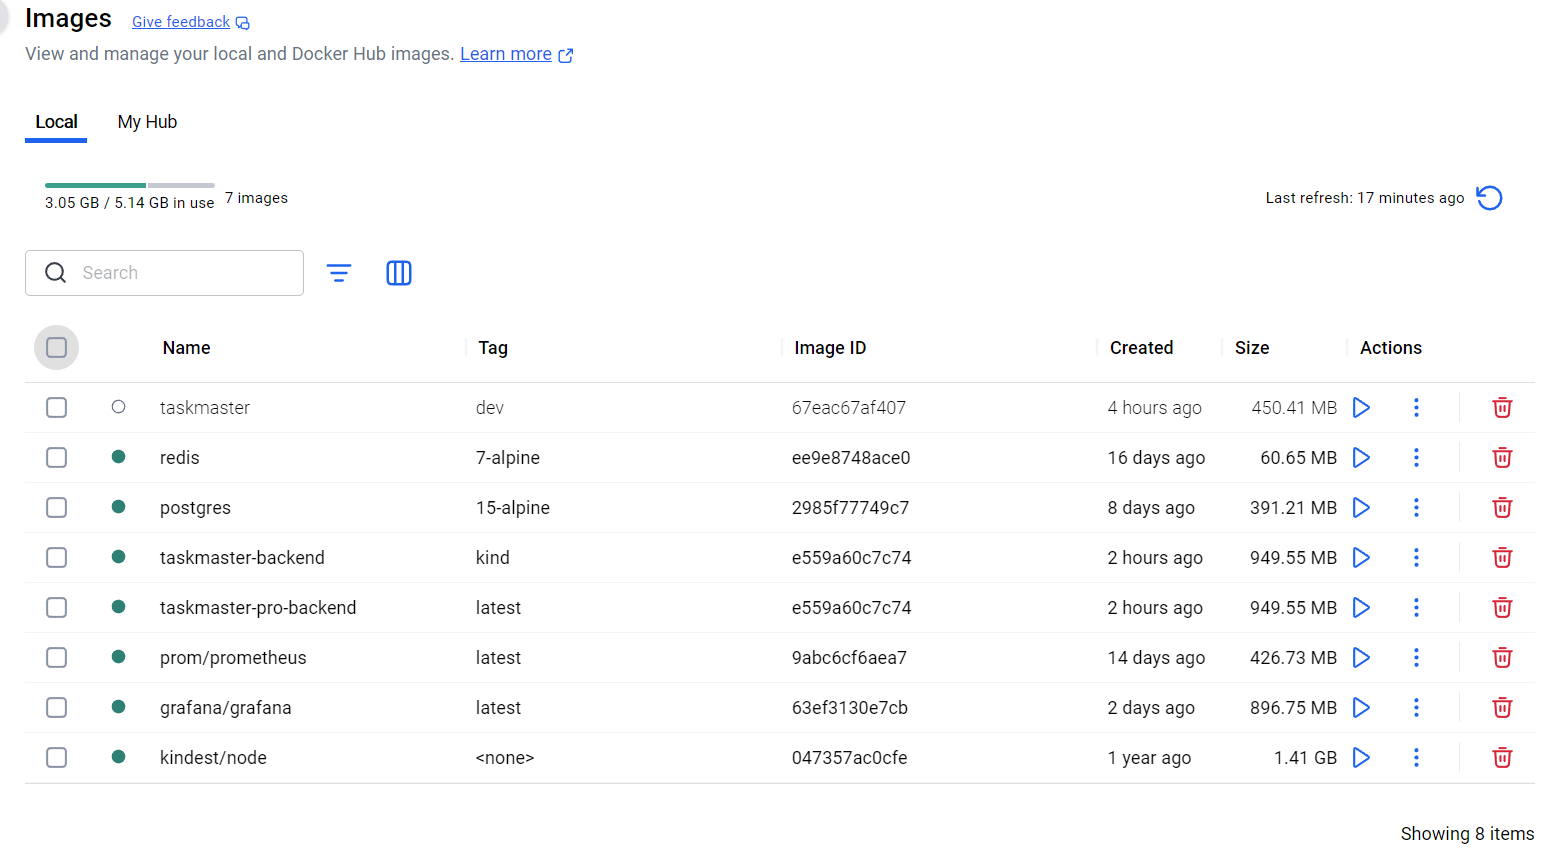 Images Give feedback
View and manage your local and Docker Hub images. Learn more
Local My Hub
3.05 GB / 5.14 GB in use 7 images Last refresh: 17 minutes ago
Search
Name Tag Image ID Created Size Actions
taskmaster dev 67eac67af407 4 hours ago 450.41 MB
redis 7-alpine ee9e8748ace0 16 days ago 60.65 MB
postgres 15-alpine 2985f77749c7 8 days ago 391.21 MB
taskmaster-backend kind e559a60c7c74 2 hours ago 949.55 MB
taskmaster-pro-backend latest e559a60c7c74 2 hours ago 949.55 MB
prom/prometheus latest 9abc6cf6aea7 14 days ago 426.73 MB
grafana/grafana latest 63ef3130e7cb 2 days ago 896.75 MB
kindest/node <none> 047357ac0cfe 1 year ago 1.41 GB
Showing 8 items